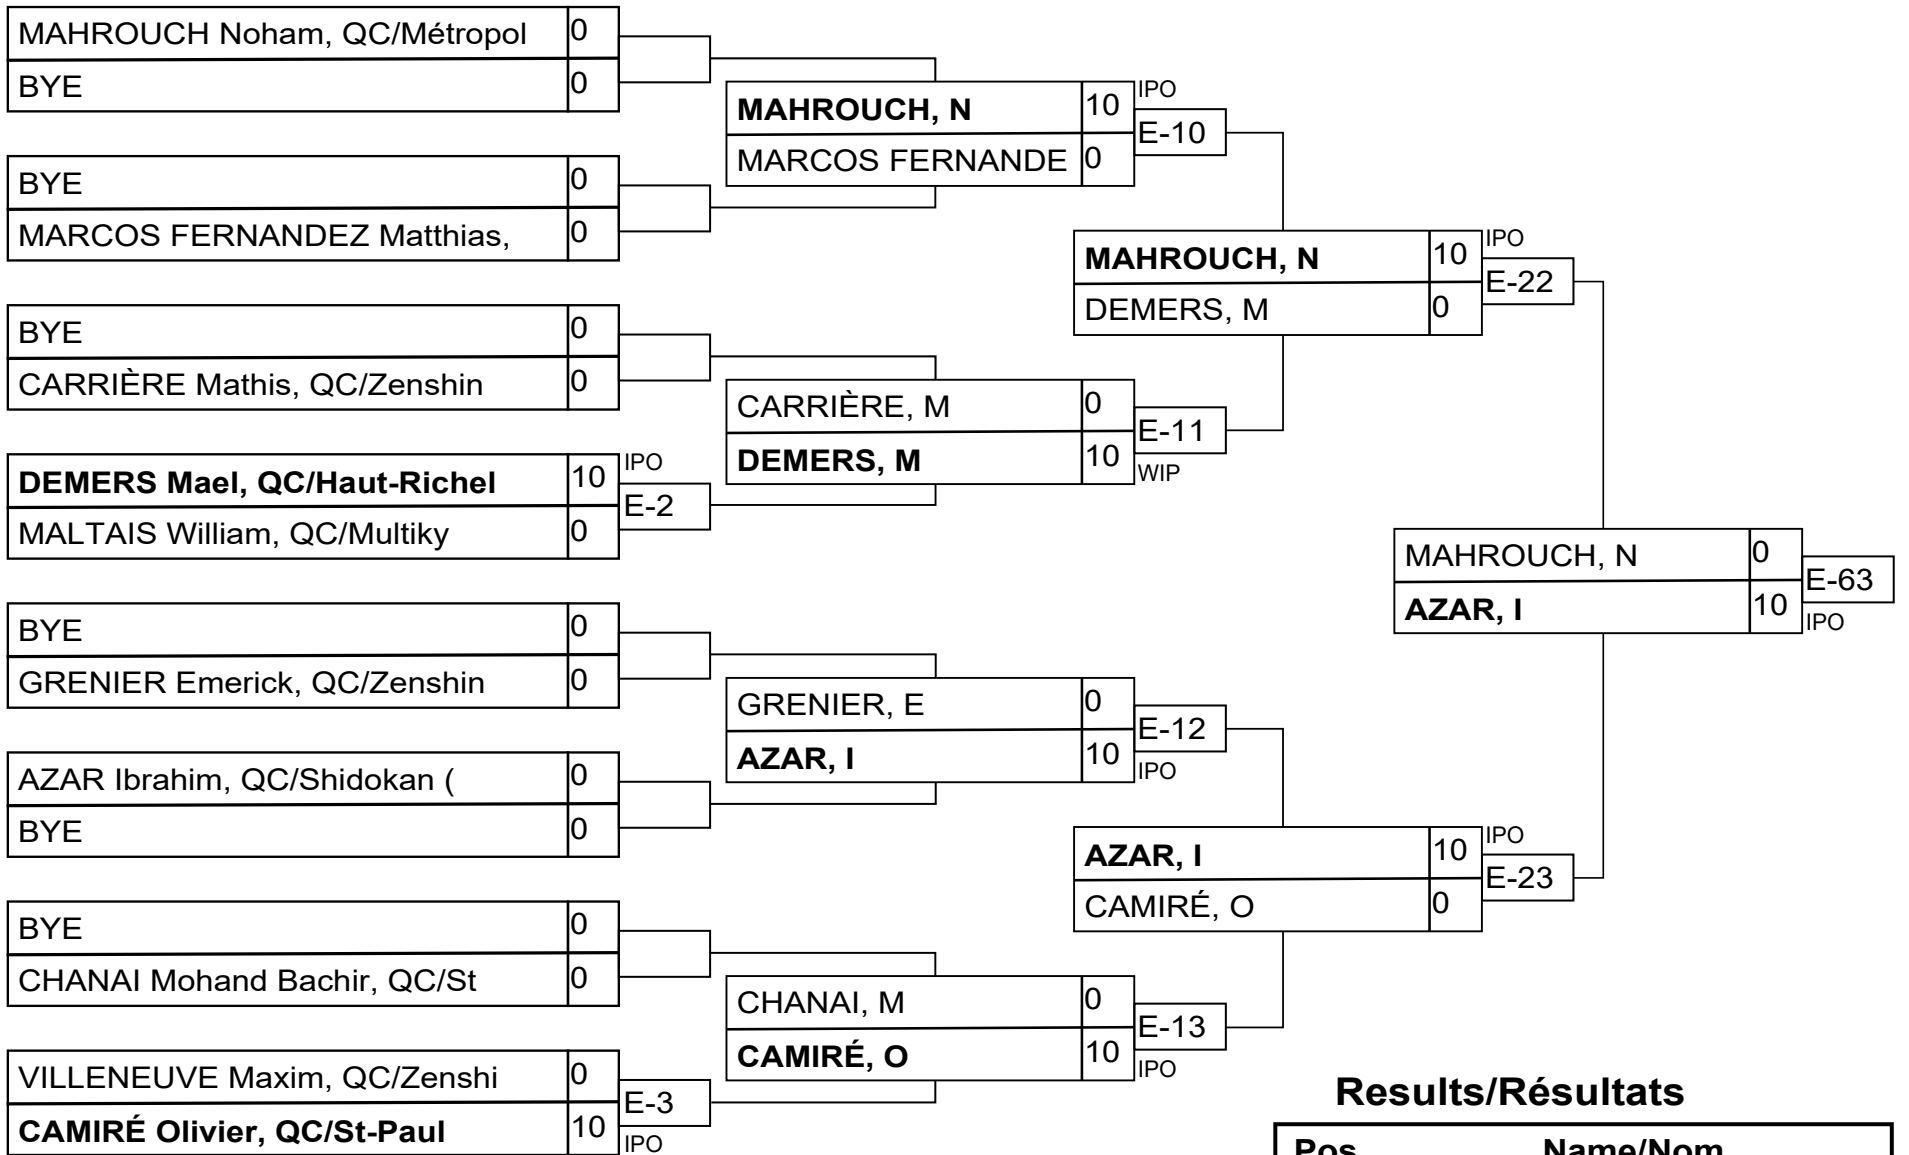 MAHROUCH Noham, QC/Métropol 0
BYE 0
BYE 0
MARCOS FERNANDEZ Matthias, 0
BYE 0
CARRIÈRE Mathis, QC/Zenshin 0
DEMERS Mael, QC/Haut-Richel 10 IPO
E-2
MALTAIS William, QC/Multiky 0
BYE 0
GRENIER Emerick, QC/Zenshin 0
AZAR Ibrahim, QC/Shidokan ( 0
BYE 0
BYE 0
CHANAI Mohand Bachir, QC/St 0
VILLENEUVE Maxim, QC/Zenshi 0
E-3
CAMIRÉ Olivier, QC/St-Paul 10 IPO
MAHROUCH, N 10 IPO
E-10
MARCOS FERNANDE 0
CARRIÈRE, M 0
E-11
DEMERS, M 10 WIP
GRENIER, E 0
E-12
AZAR, I 10 IPO
CHANAI, M 0
E-13
CAMIRÉ, O 10 IPO
MAHROUCH, N 10 IPO
E-22
DEMERS, M 0
AZAR, I 10 IPO
E-23
CAMIRÉ, O 0
MAHROUCH, N 0
E-63
AZAR, I 10 IPO
Results/Résultats
Pos Name/Nom